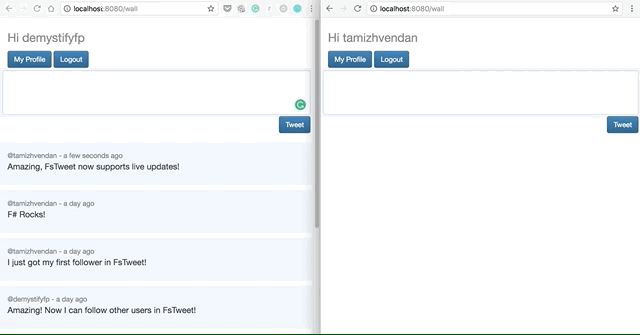 localhost:8080/wall
Hi demystifyfp
My Profile
Logout
Tweet
@tamizhvendan - a few seconds ago
Amazing, FsTweet now supports live updates!
@tamizhvendan - a day ago
F# Rocks!
@tamizhvendan - a day ago
I just got my first follower in FsTweet!
@demystifyfp - a day ago
Amazing! Now I can follow other users in FsTweet!
localhost:8080/wall
Hi tamizhvendan
My Profile
Logout
Tweet